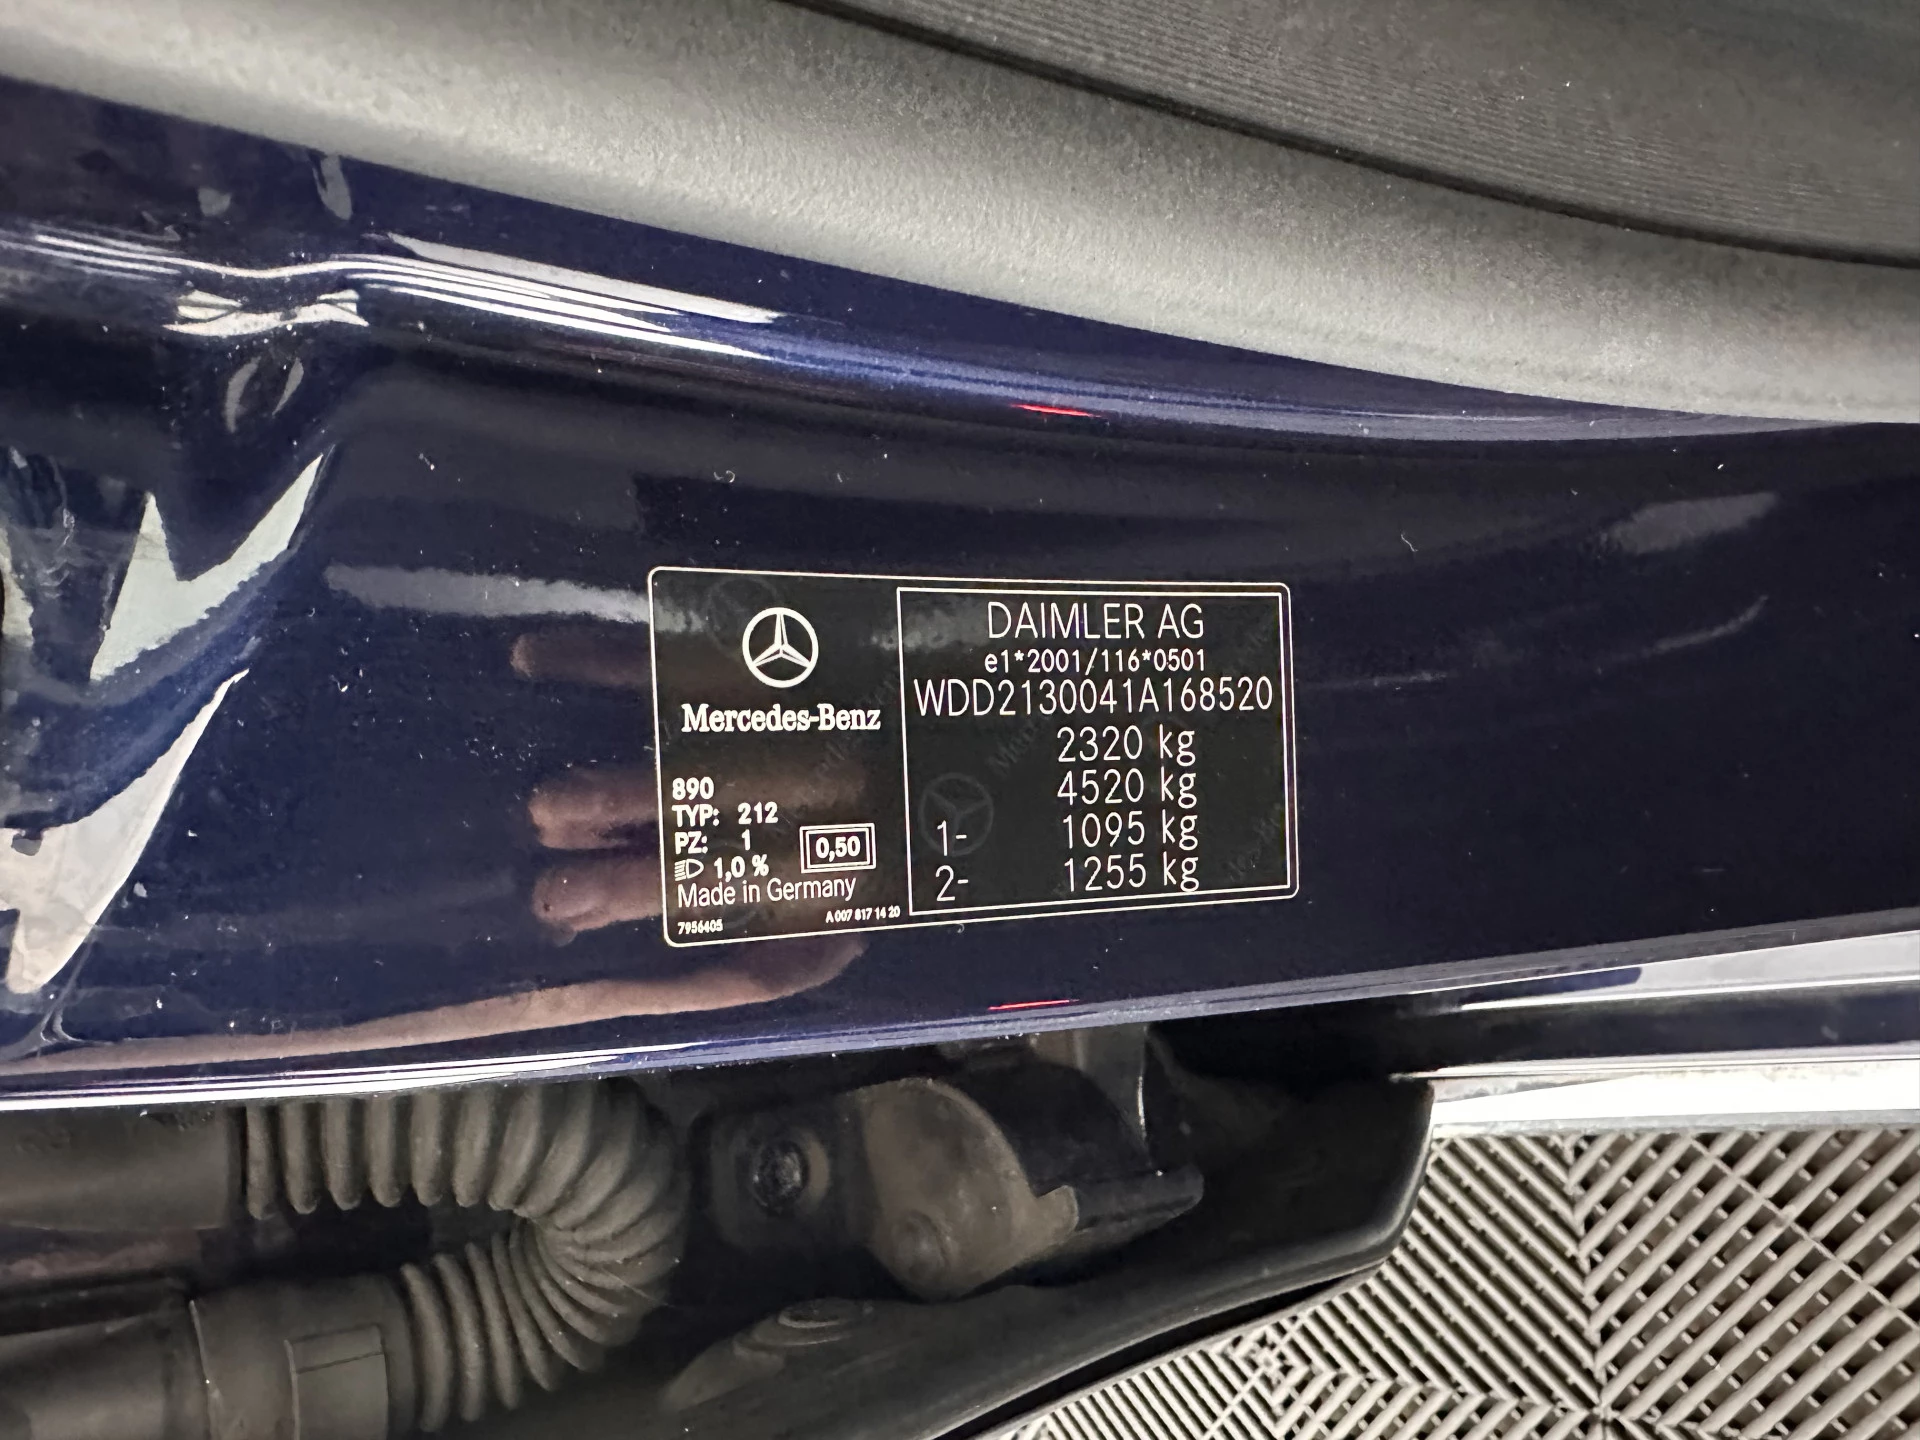 Mercedes-Benz
890
TYP: 212
PZ: 1
1,0 %
0,50
Made in Germany
7956405
A 007 817 14 20
DAIMLER AG
e1*2001/116*0501
WDD2130041A168520
2320 kg
4520 kg
1- 1095 kg
2- 1255 kg